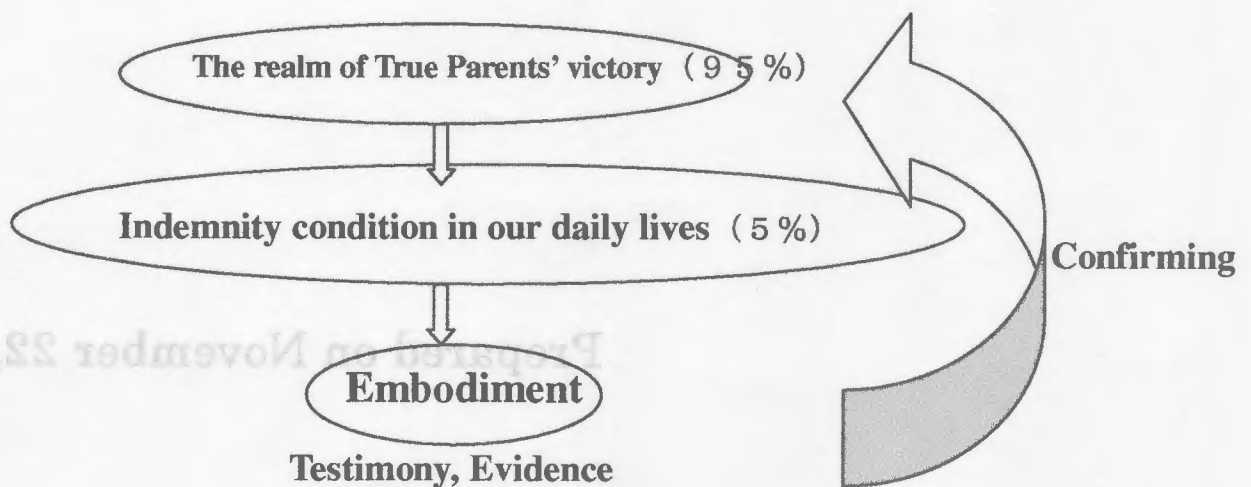 The realm of True Parents’ victory (95%)
Indemnity condition in our daily lives (5%)
Confirming
Prepared on November 22,
Embodiment
Testimony, Evidence